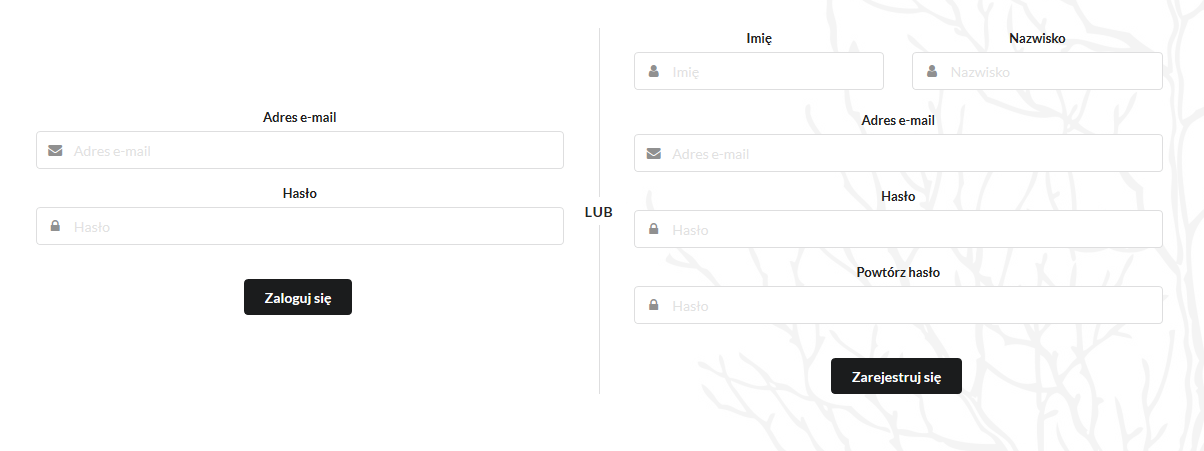 Adres e-mail
Adres e-mail
Hasło
Hasło
Zaloguj się
LUB
Imię Nazwisko
Imię Nazwisko
Adres e-mail
Adres e-mail
Hasło
Hasło
Powtórz hasło
Hasło
Zarejestruj się